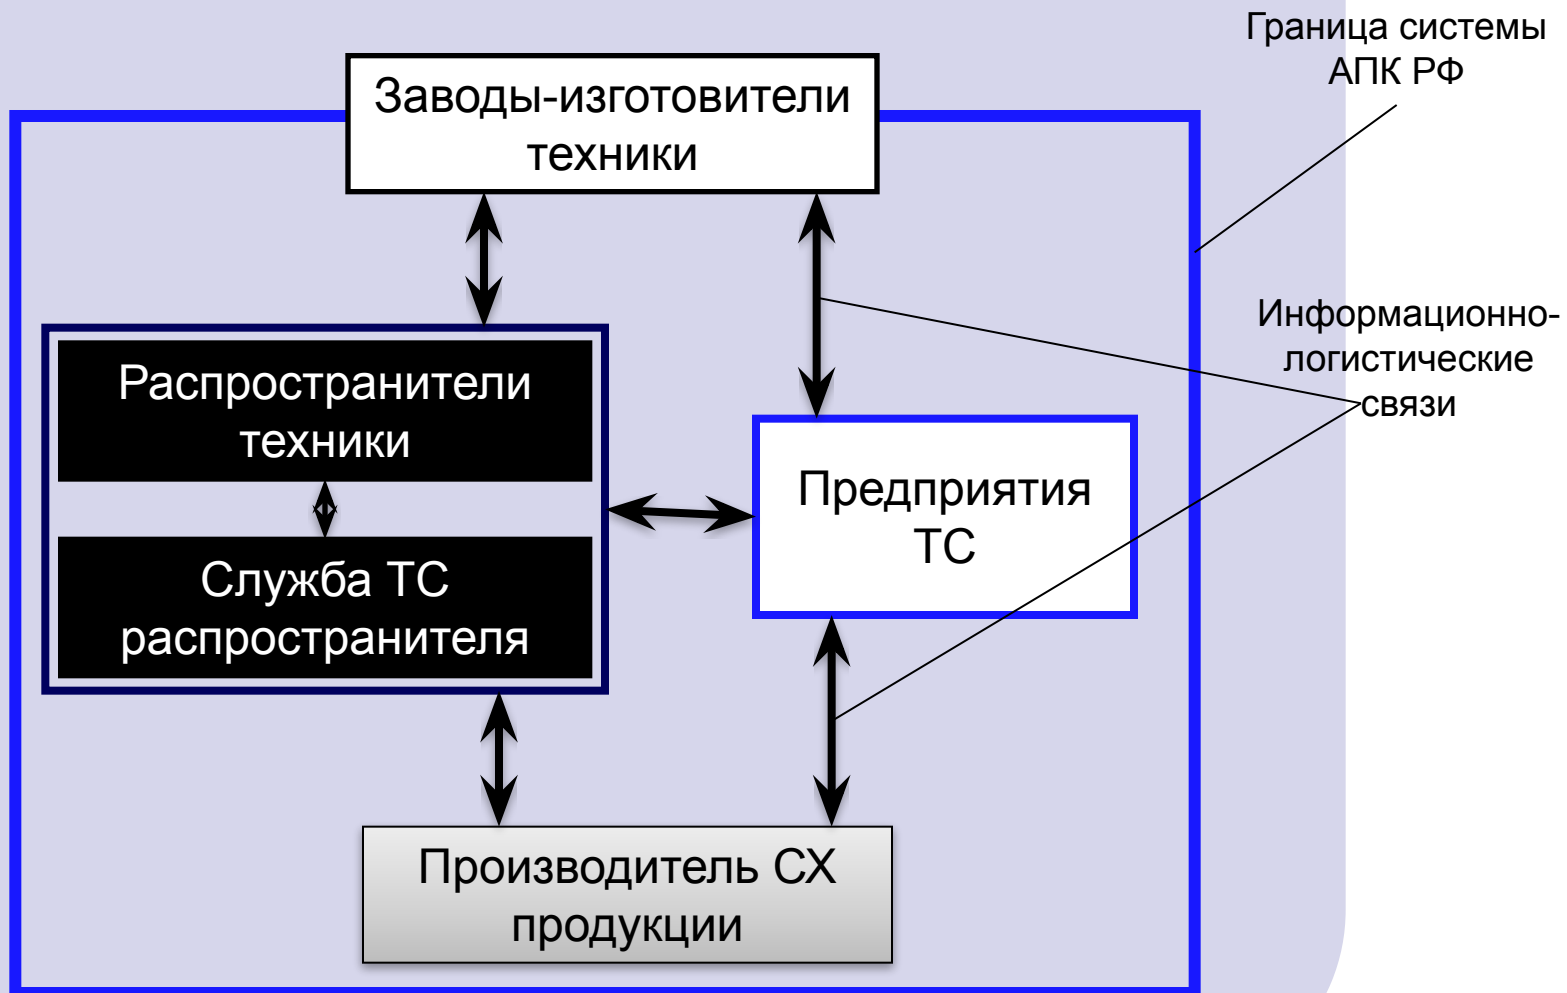 Граница системы
АПК РФ
Заводы-изготовители
техники
Информационно-
логистические
связи
Распространители
техники
Предприятия
ТС
Служба ТС
распространителя
Производитель СХ
продукции